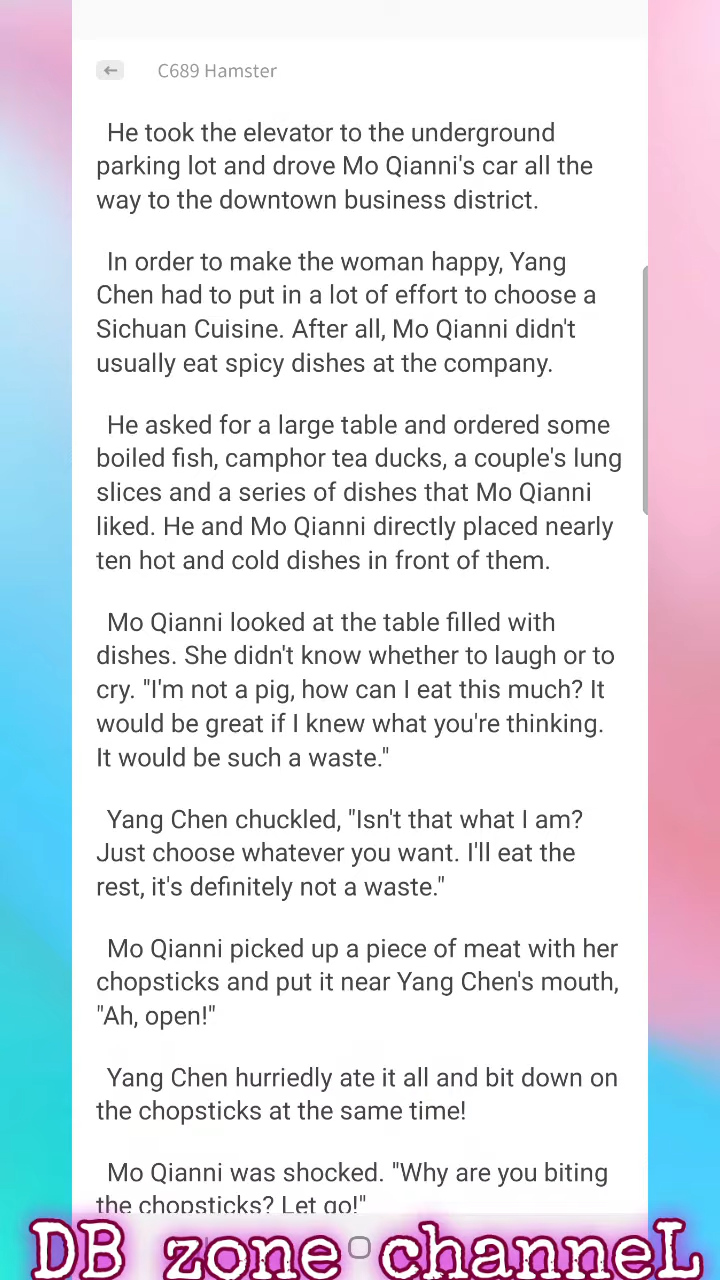 C689 Hamster
He took the elevator to the underground
parking lot and drove Mo Qianni's car all the
way to the downtown business district.
In order to make the woman happy, Yang
Chen had to put in a lot of effort to choose a
Sichuan Cuisine. After all, Mo Qianni didn't
usually eat spicy dishes at the company.
He asked for a large table and ordered some
boiled fish, camphor tea ducks, a couple's lung
slices and a series of dishes that Mo Qianni
liked. He and Mo Qianni directly placed nearly
ten hot and cold dishes in front of them.
Mo Qianni looked at the table filled with
dishes. She didn't know whether to laugh or to
cry. "I'm not a pig, how can I eat this much? It
would be great if I knew what you're thinking.
It would be such a waste."
Yang Chen chuckled, "Isn't that what I am?
Just choose whatever you want. I'll eat the
rest, it's definitely not a waste."
Mo Qianni picked up a piece of meat with her
chopsticks and put it near Yang Chen's mouth,
"Ah, open!"
Yang Chen hurriedly ate it all and bit down on
the chopsticks at the same time!
Mo Qianni was shocked. "Why are you biting
the chopsticks? Let go!"
DB zone channeL